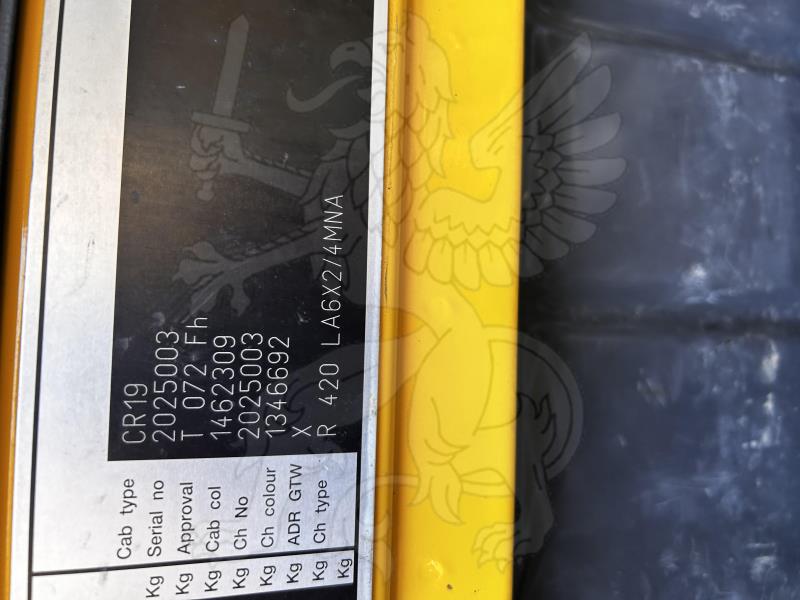 Cab type CR19
Kg Serial no 2025003
Kg Approval T 072 Fh
Kg Cab col 1462309
Kg Ch No 2025003
Kg Ch colour 1346692
Kg ADR GTW X
Kg Ch type R 420 LA6X2/4MNA
Kg